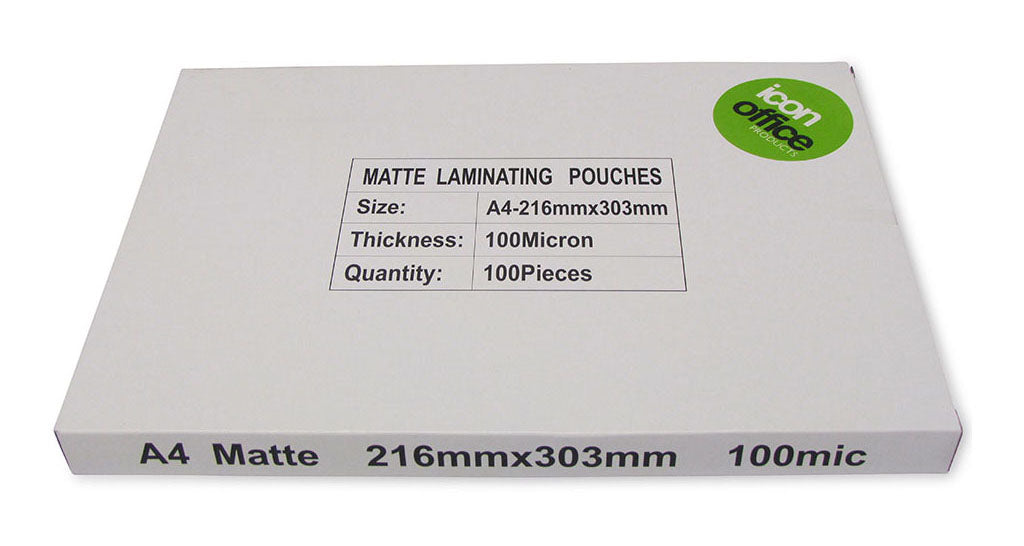 icon
office
PRODUCTS
MATTE LAMINATING POUCHES
Size: A4-216mmx303mm
Thickness: 100Micron
Quantity: 100Pieces
A4 Matte 216mmx303mm 100mic